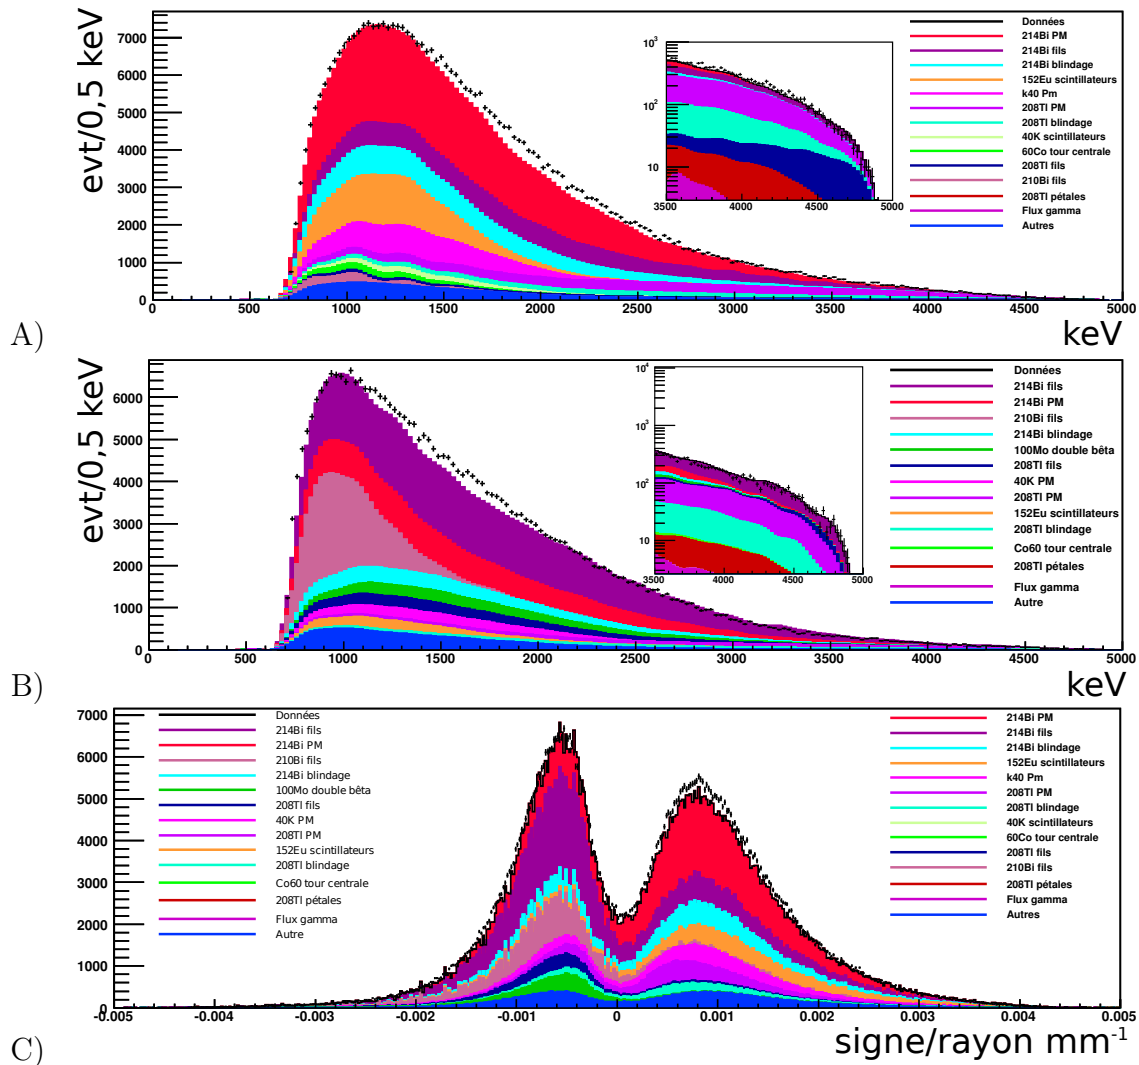 evt/0,5 keV
7000
6000
5000
4000
3000
2000
1000
0
0 500 1000 1500 2000 2500 3000 3500 4000 4500 5000
keV
A)
10³
10²
10
3500 4000 4500 5000
Données
214Bi PM
214Bi fils
214Bi blindage
152Eu scintillateurs
k40 Pm
208Tl PM
208Tl blindage
40K scintillateurs
60Co tour centrale
208Tl fils
210Bi fils
208Tl pétales
Flux gamma
Autres
evt/0,5 keV
6000
5000
4000
3000
2000
1000
0
0 500 1000 1500 2000 2500 3000 3500 4000 4500 5000
keV
B)
10⁴
10³
10²
10
3500 4000 4500 5000
Données
214Bi fils
214Bi PM
210Bi fils
214Bi blindage
100Mo double bêta
208Tl fils
40K PM
208Tl PM
152Eu scintillateurs
208Tl blindage
Co60 tour centrale
208Tl pétales
Flux gamma
Autre
7000
6000
5000
4000
3000
2000
1000
0
-0.005 -0.004 -0.003 -0.002 -0.001 0 0.001 0.002 0.003 0.004 0.005
signe/rayon mm⁻¹
C)
Données
214Bi fils
214Bi PM
210Bi fils
214Bi blindage
100Mo double bêta
208Tl fils
40K PM
208Tl PM
152Eu scintillateurs
208Tl blindage
Co60 tour centrale
208Tl pétales
Flux gamma
Autre
214Bi PM
214Bi fils
214Bi blindage
152Eu scintillateurs
k40 Pm
208Tl PM
208Tl blindage
40K scintillateurs
60Co tour centrale
208Tl fils
210Bi fils
208Tl pétales
Flux gamma
Autres